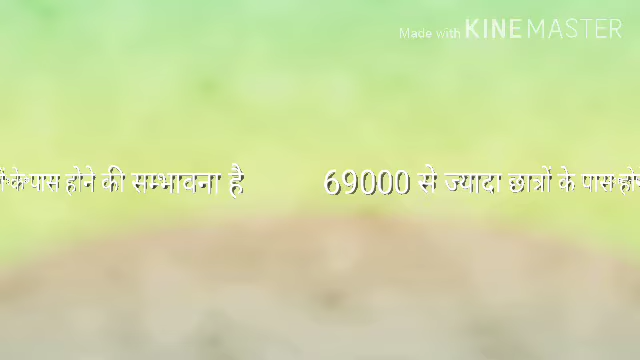 Made with KINEMASTER
के पास होने की सम्भावना है 69000 से ज्यादा छात्रों के पास